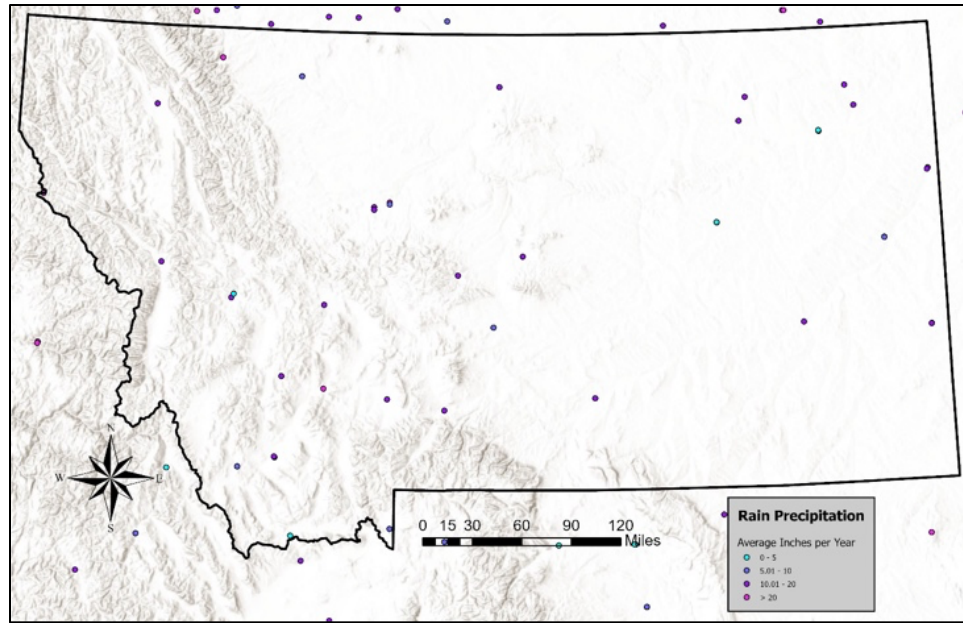 N
W E
S
0 15 30 60 90 120
Miles
Rain Precipitation
Average Inches per Year
0 - 5
5.01 - 10
10.01 - 20
> 20